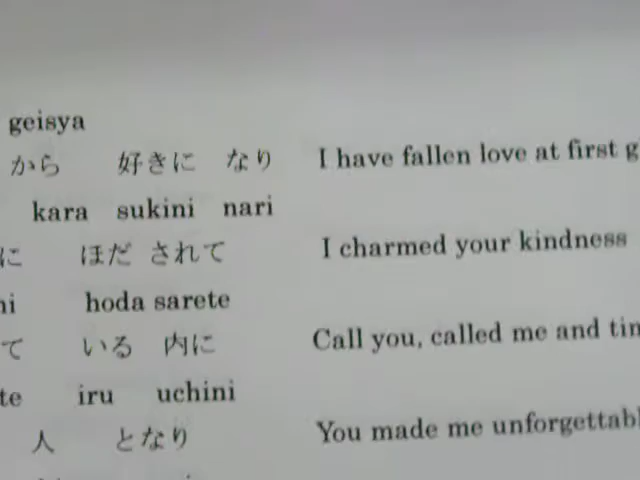 geisya
から 好きに なり I have fallen love at first g
kara sukini nari
に ほだ されて I charmed your kindness
ni hoda sarete
て いる 内に Call you, called me and tim
te iru uchini
人 となり You made me unforgettabl